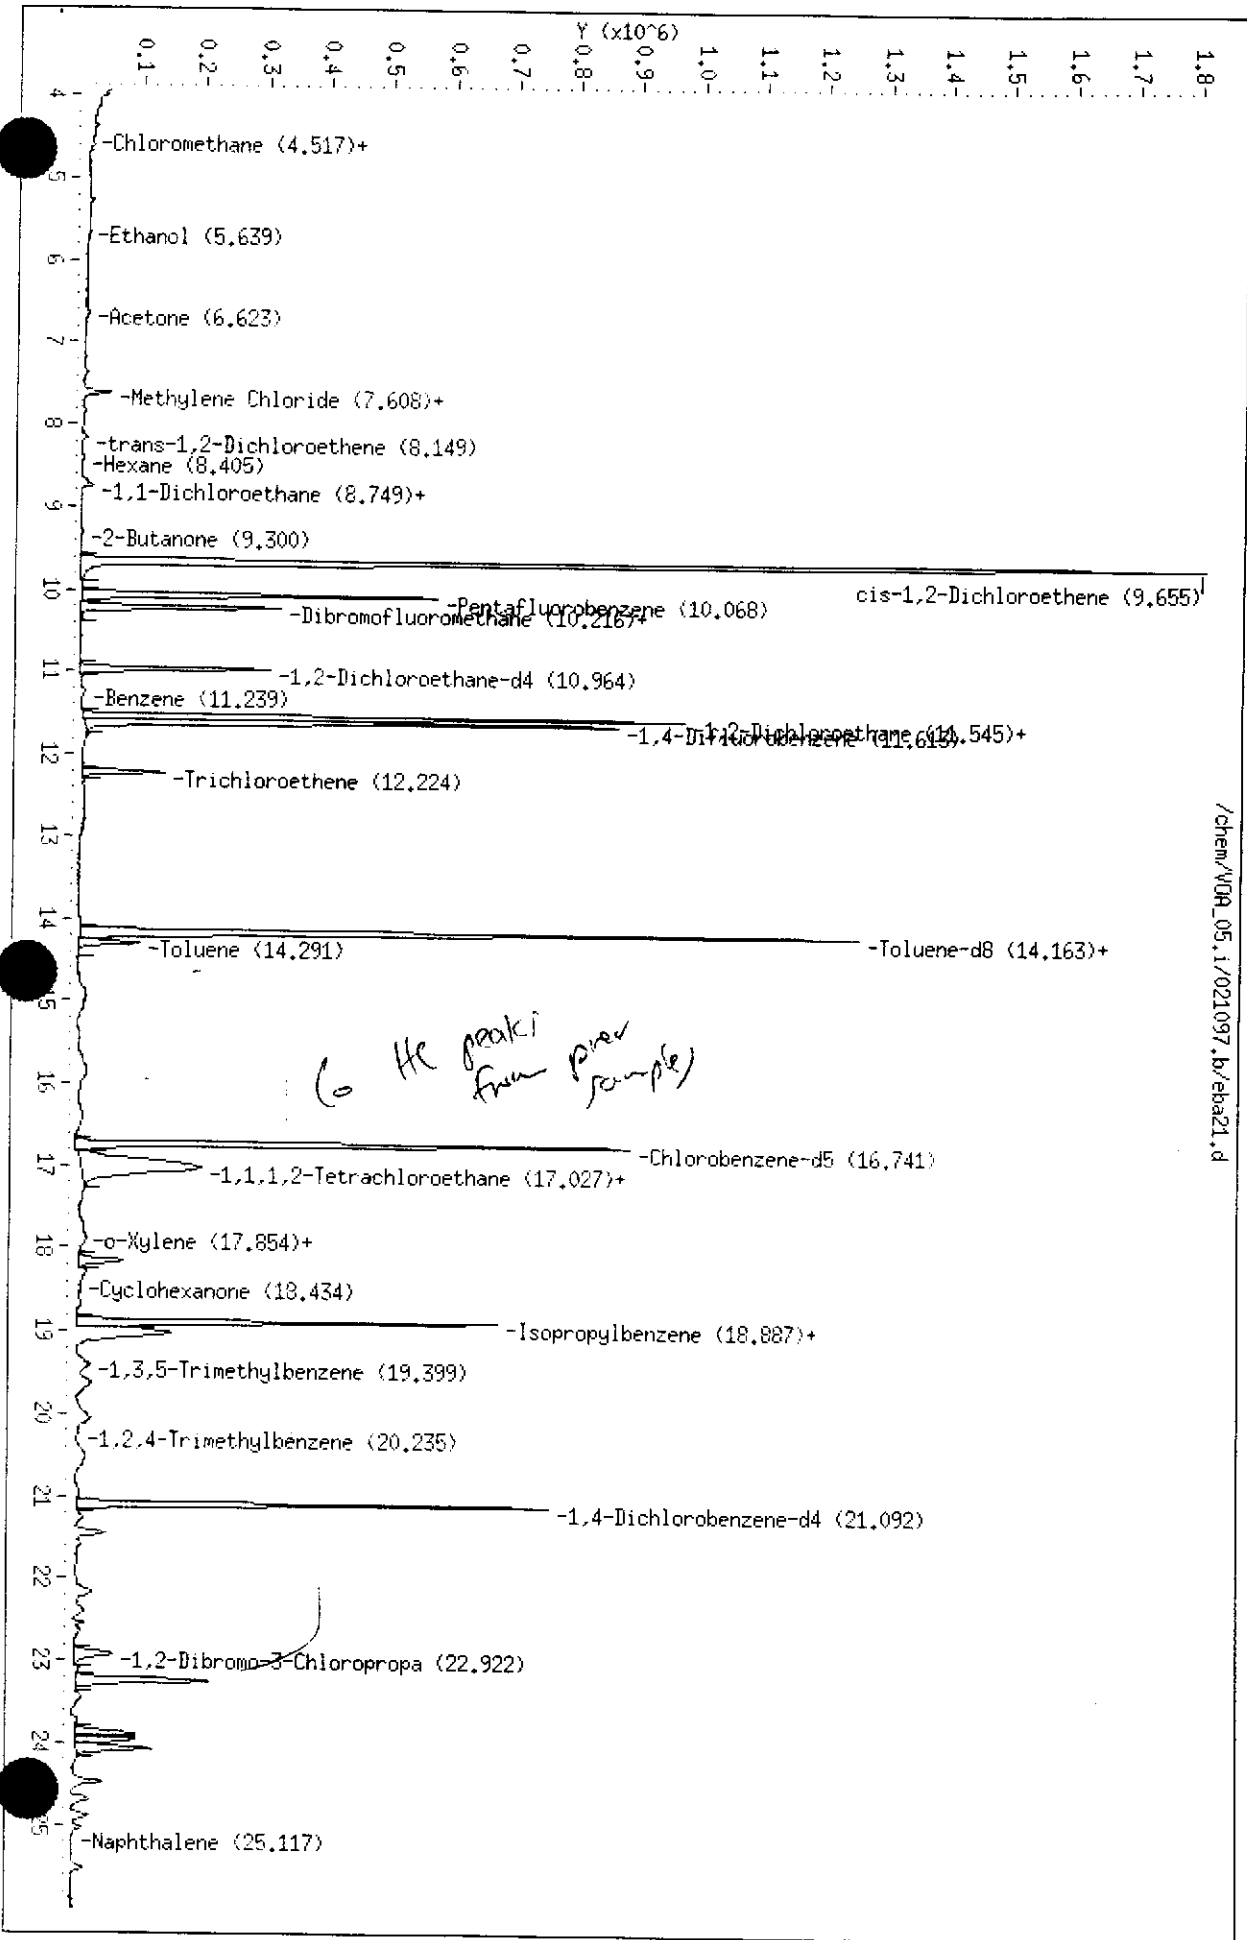 Y (x10^6)
0.1
0.2
0.3
0.4
0.5
0.6
0.7
0.8
0.9
1.0
1.1
1.2
1.3
1.4
1.5
1.6
1.7
1.8
4
-Chloromethane (4.517)+
5
-Ethanol (5.639)
6
-Acetone (6.623)
7
-Methylene Chloride (7.608)+
8
-trans-1,2-Dichloroethene (8.149)
-Hexane (8.405)
-1,1-Dichloroethane (8.749)+
9
-2-Butanone (9.300)
cis-1,2-Dichloroethene (9.655)
10
-Pentafluorobenzene (10.068)
-Dibromofluoromethane (10.216)+
11
-1,2-Dichloroethane-d4 (10.964)
-Benzene (11.239)
-1,2-Dichloroethane (11.545)+
-1,4-Difluorobenzene (11.613)
12
-Trichloroethene (12.224)
13
14
-Toluene-d8 (14.163)+
-Toluene (14.291)
15
HC peaks
from prev
sample)
16
-Chlorobenzene-d5 (16.741)
17
-1,1,1,2-Tetrachloroethane (17.027)+
18
-o-Xylene (17.854)+
-Cyclohexanone (18.434)
19
-Isopropylbenzene (18.887)+
-1,3,5-Trimethylbenzene (19.399)
20
-1,2,4-Trimethylbenzene (20.235)
21
-1,4-Dichlorobenzene-d4 (21.092)
22
23
-1,2-Dibromo-3-Chloropropa (22.922)
24
25
-Naphthalene (25.117)
/chem/VOA_05.i/021097.b/eba21.d